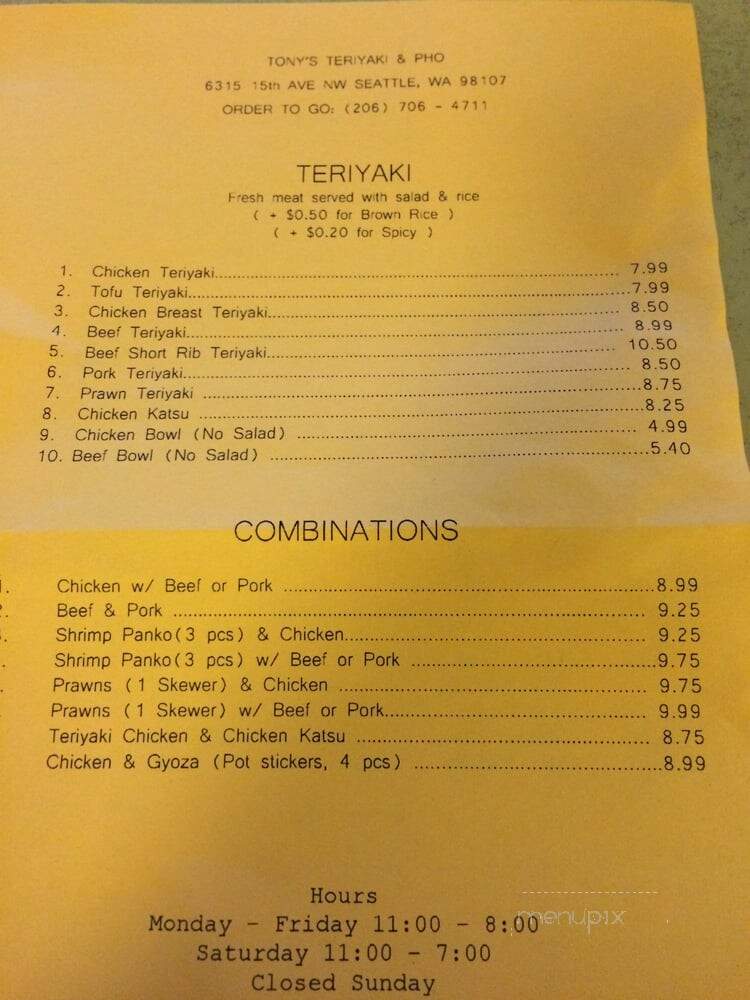 TONY'S TERIYAKI & PHO
6315 15th AVE NW SEATTLE, WA 98107
ORDER TO GO: (206) 706 - 4711
TERIYAKI
Fresh meat served with salad & rice
( + $0.50 for Brown Rice )
( + $0.20 for Spicy )
1. Chicken Teriyaki................................................ 7.99
2. Tofu Teriyaki....................................................7.99
3. Chicken Breast Teriyaki........................................ 8.50
4. Beef Teriyaki................................................... 8.99
5. Beef Short Rib Teriyaki........................................ 10.50
6. Pork Teriyaki................................................... 8.50
7. Prawn Teriyaki ..................................................8.75
8. Chicken Katsu ...................................................8.25
9. Chicken Bowl (No Salad) ........................................ 4.99
10. Beef Bowl (No Salad) ...........................................5.40
COMBINATIONS
Chicken w/ Beef or Pork ............................................8.99
Beef & Pork ....................................................... 9.25
Shrimp Panko(3 pcs) & Chicken...................................... 9.25
Shrimp Panko(3 pcs) w/ Beef or Pork ................................9.75
Prawns (1 Skewer) & Chicken ....................................... 9.75
Prawns (1 Skewer) w/ Beef or Pork.................................. 9.99
Teriyaki Chicken & Chicken Katsu .................................. 8.75
Chicken & Gyoza (Pot stickers, 4 pcs) ..............................8.99
Hours
Monday - Friday 11:00 - 8:00
menupix
Saturday 11:00 - 7:00
Closed Sunday